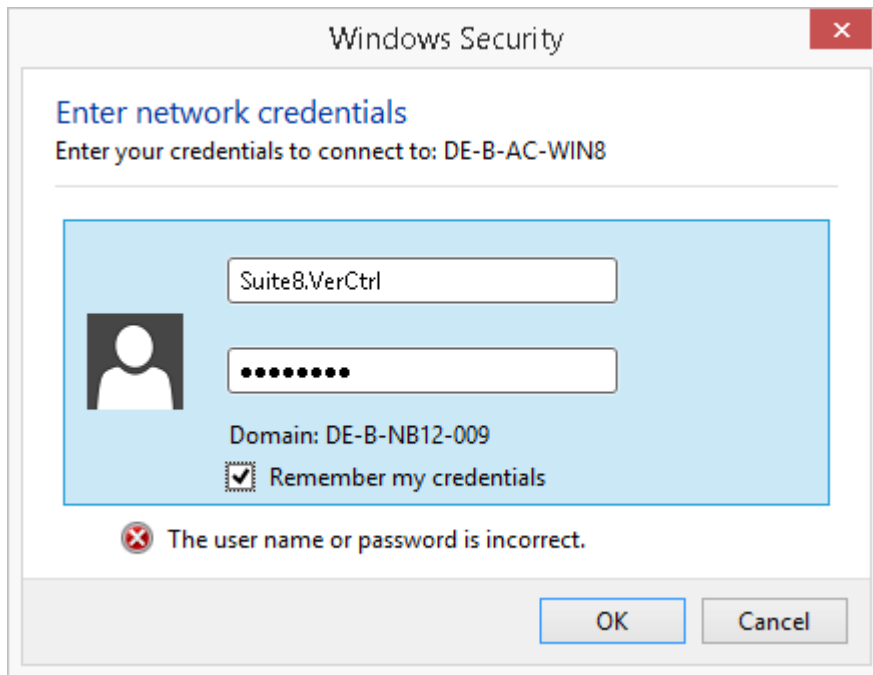 Windows Security
Enter network credentials
Enter your credentials to connect to: DE-B-AC-WIN8
Suite8.VerCtrl
●●●●●●●●
Domain: DE-B-NB12-009
Remember my credentials
The user name or password is incorrect.
OK Cancel